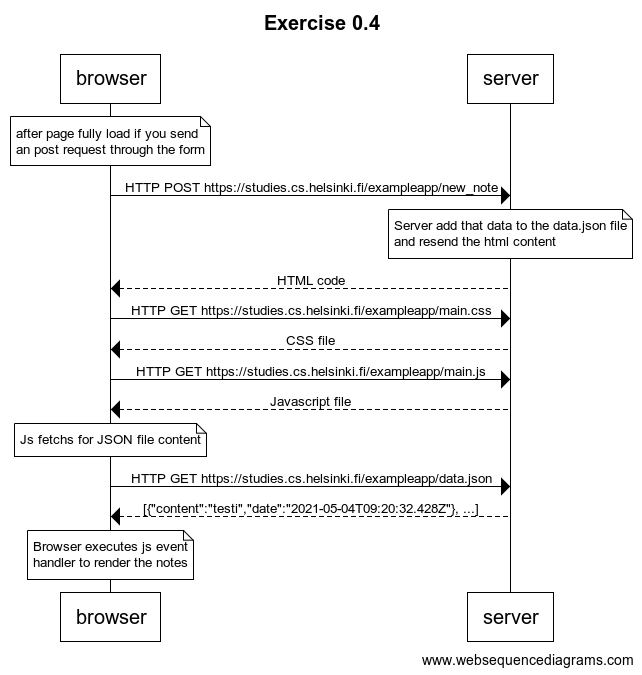 Exercise 0.4
browser
server
after page fully load if you send
an post request through the form
HTTP POST https://studies.cs.helsinki.fi/exampleapp/new_note
Server add that data to the data.json file
and resend the html content
HTML code
HTTP GET https://studies.cs.helsinki.fi/exampleapp/main.css
CSS file
HTTP GET https://studies.cs.helsinki.fi/exampleapp/main.js
Javascript file
Js fetchs for JSON file content
HTTP GET https://studies.cs.helsinki.fi/exampleapp/data.json
[{"content":"testi","date":"2021-05-04T09:20:32.428Z"}, ...]
Browser executes js event
handler to render the notes
browser
server
www.websequencediagrams.com